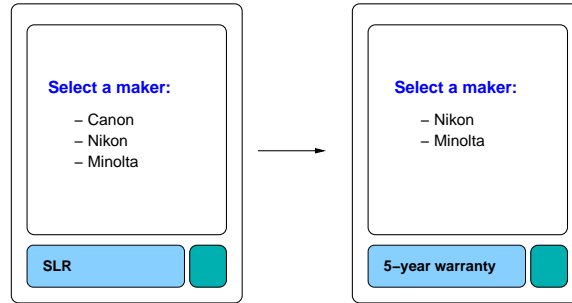 Select a maker:
– Canon
– Nikon
– Minolta
SLR
Select a maker:
– Nikon
– Minolta
5–year warranty